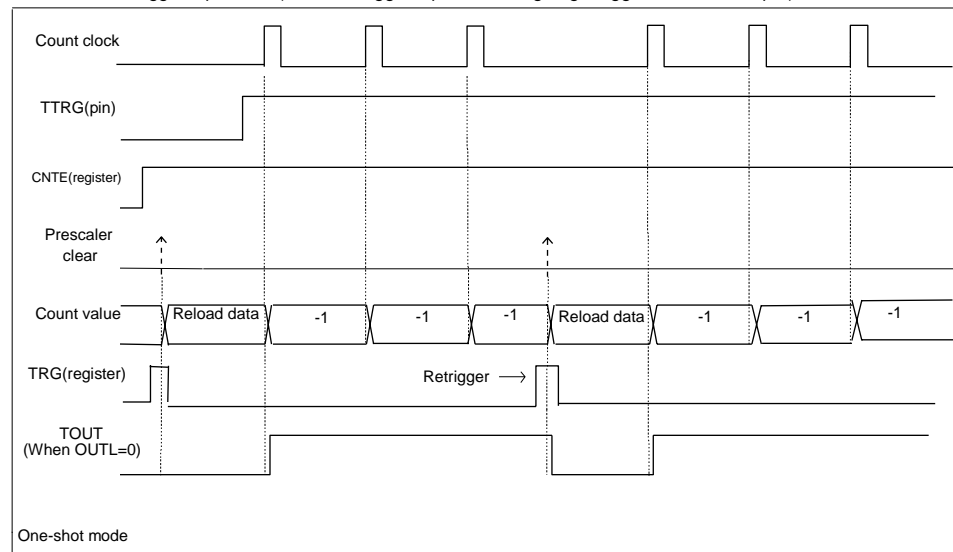 Count clock
TTRG(pin)
CNTE(register)
Prescaler
clear
Count value
Reload data
-1
-1
-1
Reload data
-1
-1
-1
TRG(register)
Retrigger
TOUT
(When OUTL=0)
One-shot mode